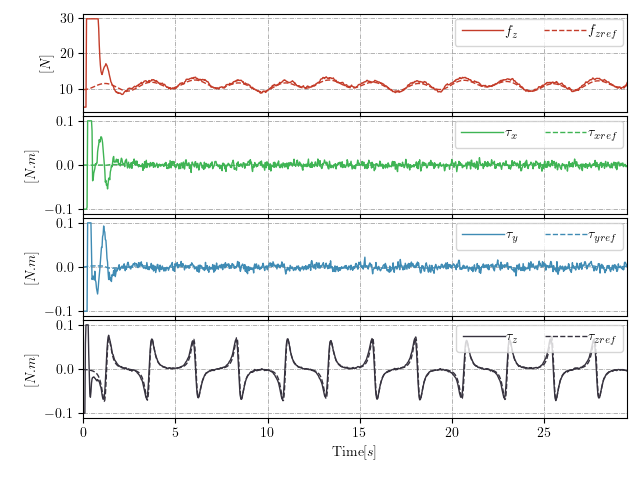 30
20
10
[N]
f_z
f_zref
0.1
0.0
−0.1
[N.m]
τ_x
τ_xref
0.1
0.0
−0.1
[N.m]
τ_y
τ_yref
0.1
0.0
−0.1
[N.m]
τ_z
τ_zref
0 5 10 15 20 25
Time[s]